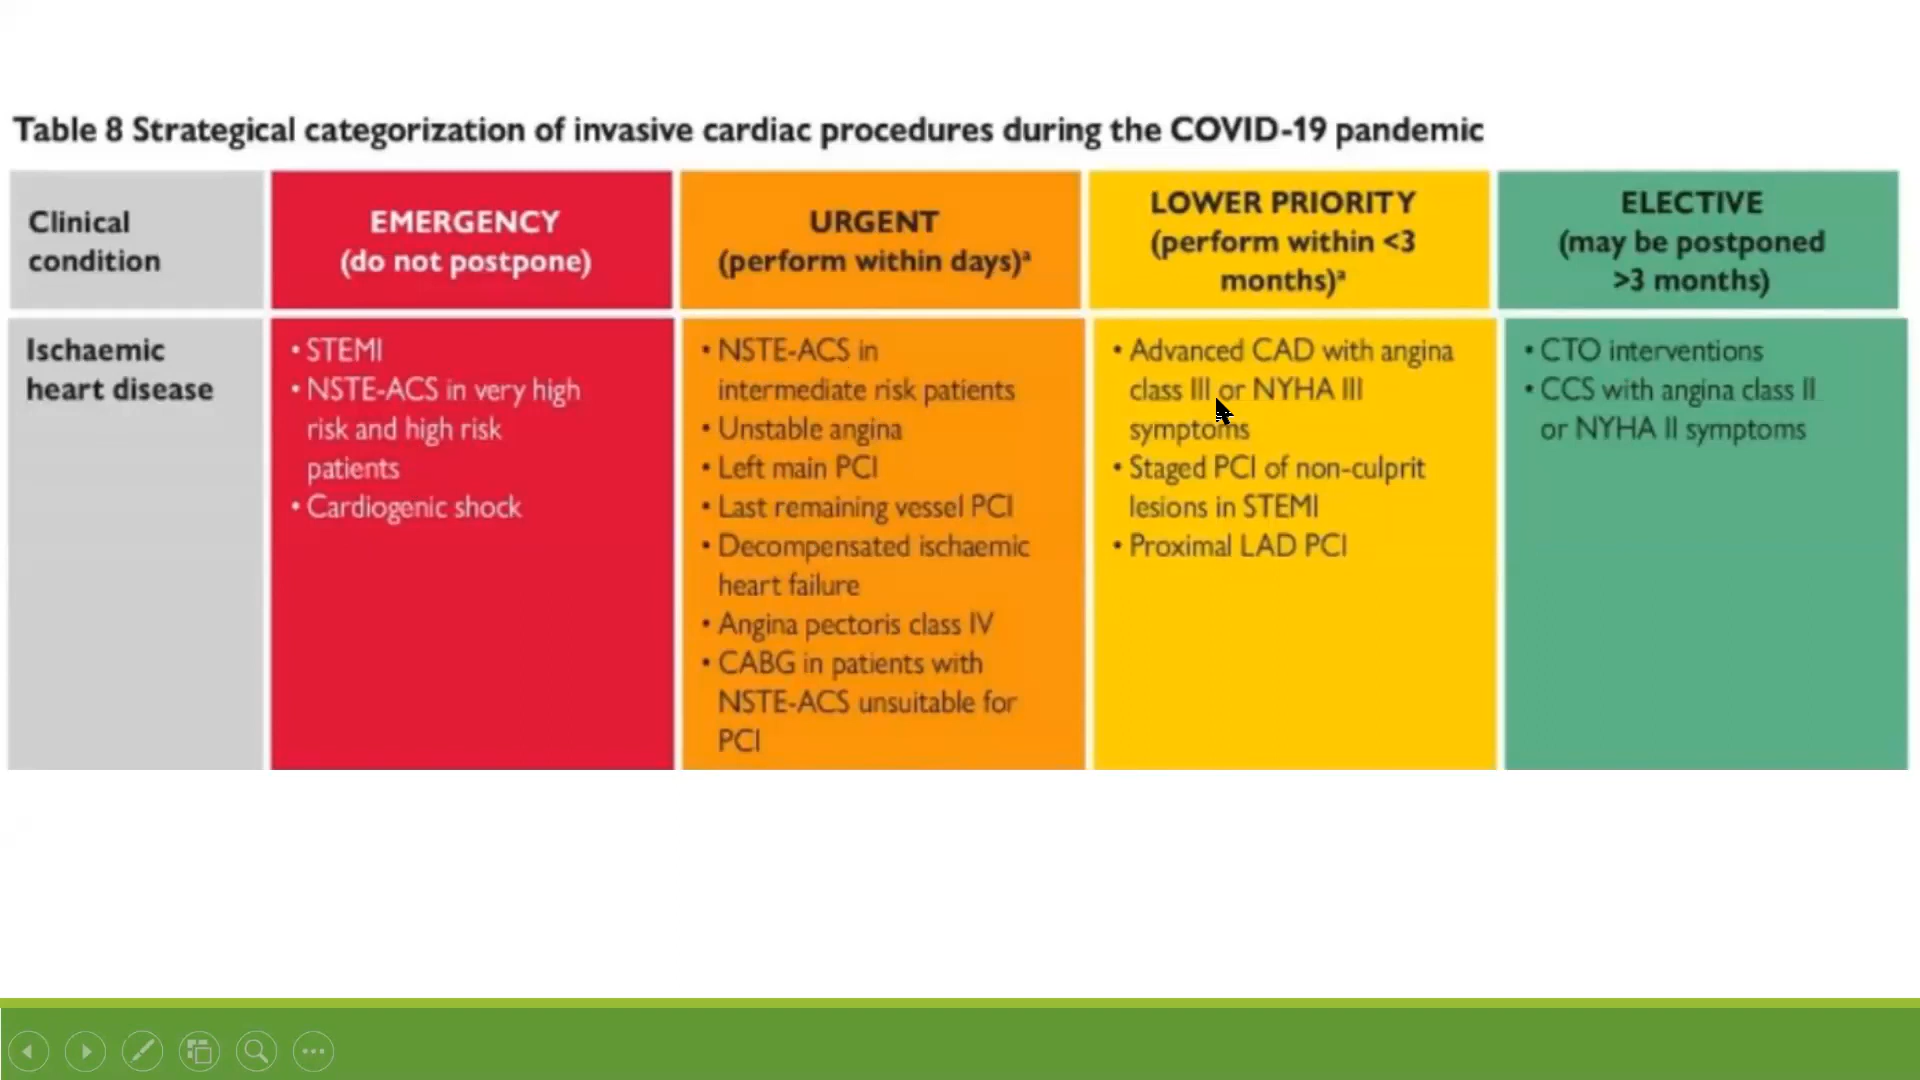 Table 8 Strategical categorization of invasive cardiac procedures during the COVID-19 pandemic
Clinical
condition
EMERGENCY
(do not postpone)
URGENT
(perform within days)ᵃ
LOWER PRIORITY
(perform within <3
months)ᵃ
ELECTIVE
(may be postponed
>3 months)
Ischaemic
heart disease
• STEMI
• NSTE-ACS in very high
risk and high risk
patients
• Cardiogenic shock
• NSTE-ACS in
intermediate risk patients
• Unstable angina
• Left main PCI
• Last remaining vessel PCI
• Decompensated ischaemic
heart failure
• Angina pectoris class IV
• CABG in patients with
NSTE-ACS unsuitable for
PCI
• Advanced CAD with angina
class III or NYHA III
symptoms
• Staged PCI of non-culprit
lesions in STEMI
• Proximal LAD PCI
• CTO interventions
• CCS with angina class II
or NYHA II symptoms